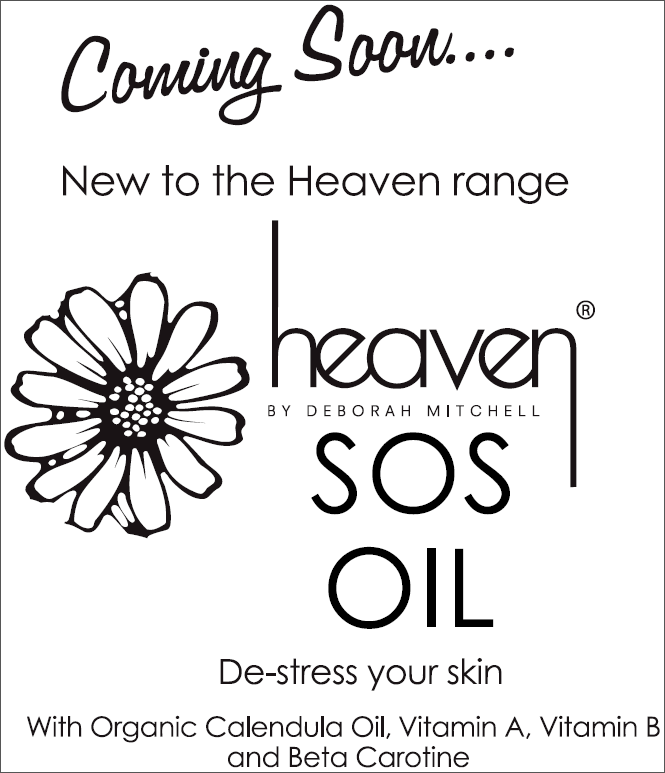 Coming Soon....
New to the Heaven range
heaven®
BY DEBORAH MITCHELL
SOS
OIL
De-stress your skin
With Organic Calendula Oil, Vitamin A, Vitamin B
and Beta Carotine